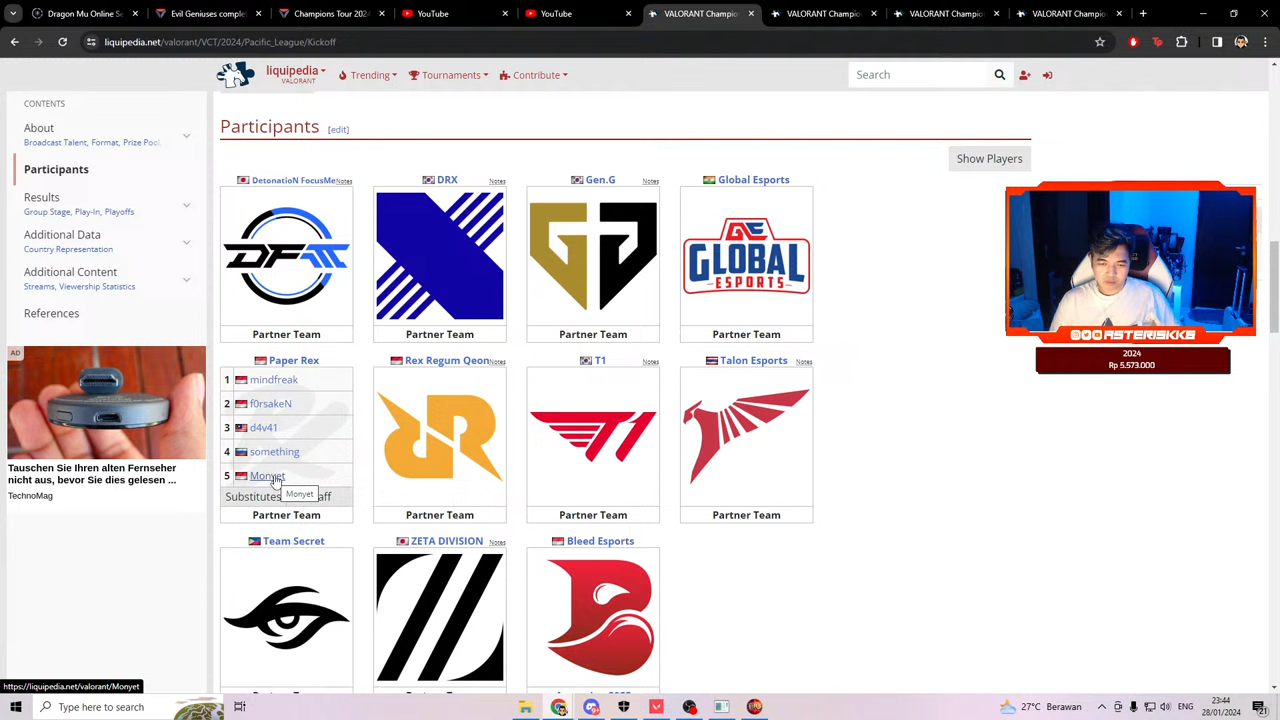 Dragon Mu Online Sc
Evil Geniuses comple
Champions Tour 202
YouTube
YouTube
VALORANT Champio
VALORANT Champio
VALORANT Champio
VALORANT Champio
liquipedia.net/valorant/VCT/2024/Pacific_League/Kickoff
liquipedia
VALORANT
Trending
Tournaments
Contribute
Search
CONTENTS
About
Broadcast Talent, Format, Prize Pool,
Participants
Results
Group Stage, Play-In, Playoffs
Additional Data
Country Representation
Additional Content
Streams, Viewership Statistics
References
AD
Tauschen Sie Ihren alten Fernseher
nicht aus, bevor Sie dies gelesen ...
TechnoMag
Participants [edit]
Show Players
DetonatioN FocusMe Notes
DRX Notes
Gen.G Notes
Global Esports
DFM
GE
GLOBAL
ESPORTS
Partner Team
Partner Team
Partner Team
Partner Team
Paper Rex
Rex Regum Qeon Notes
T1
Talon Esports Notes
1 mindfreak
2 f0rsakeN
3 d4v41
4 something
5 Monyet
Monyet
Substitutes
aff
T1
Partner Team
Partner Team
Partner Team
Partner Team
Team Secret
ZETA DIVISION Notes
Bleed Esports
@ASTERISKKE
2024
Rp 5.573.000
https://liquipedia.net/valorant/Monyet
Type here to search
27°C Berawan
ENG
23:44
28/01/2024
21